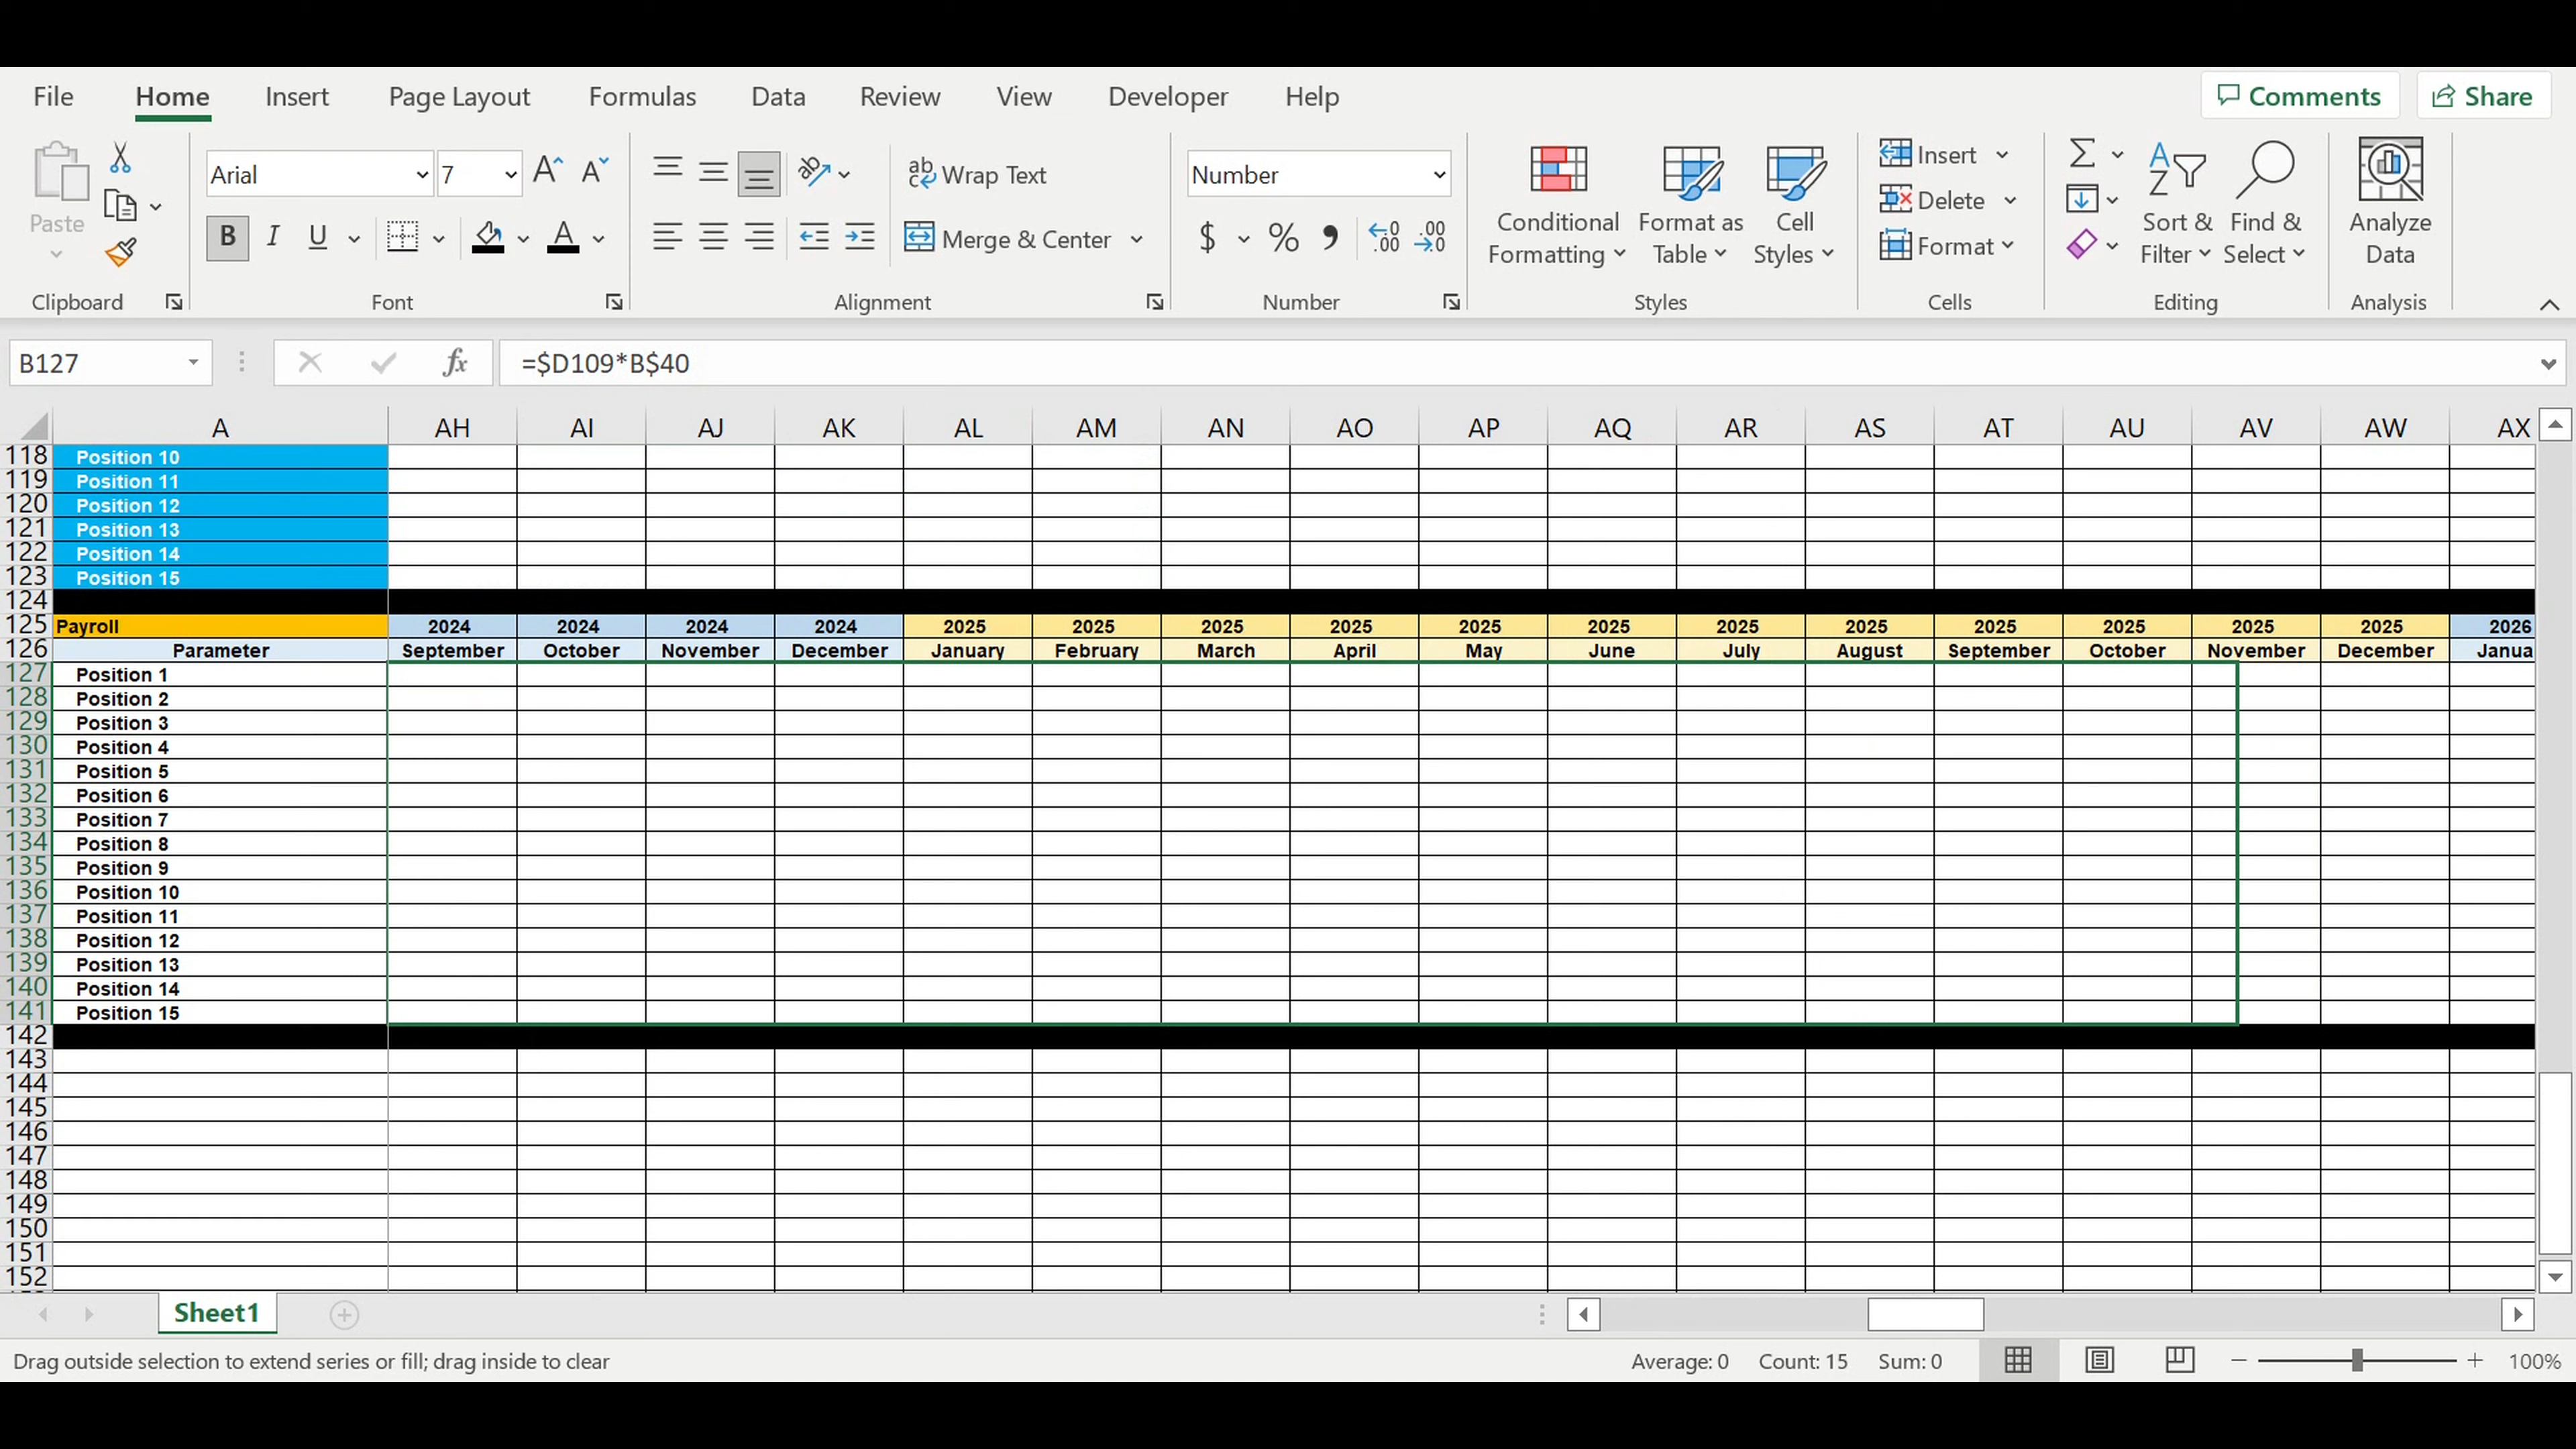 File Home Insert Page Layout Formulas Data Review View Developer Help Comments Share
Arial 7 ab Wrap Text Number Insert
Paste Conditional Format as Cell Delete Sort & Find & Analyze
B I U A Merge & Center $ % Formatting Table Styles Format Filter Select Data
Clipboard Font Alignment Number Styles Cells Editing Analysis
B127 fx =$D109*B$40
A AH AI AJ AK AL AM AN AO AP AQ AR AS AT AU AV AW AX
118 Position 10
119 Position 11
120 Position 12
121 Position 13
122 Position 14
123 Position 15
124
125 Payroll 2024 2024 2024 2024 2025 2025 2025 2025 2025 2025 2025 2025 2025 2025 2025 2025 2026
126 Parameter September October November December January February March April May June July August September October November December Janua
127 Position 1
128 Position 2
129 Position 3
130 Position 4
131 Position 5
132 Position 6
133 Position 7
134 Position 8
135 Position 9
136 Position 10
137 Position 11
138 Position 12
139 Position 13
140 Position 14
141 Position 15
142
143
144
145
146
147
148
149
150
151
152
Sheet1
Drag outside selection to extend series or fill; drag inside to clear Average: 0 Count: 15 Sum: 0 100%